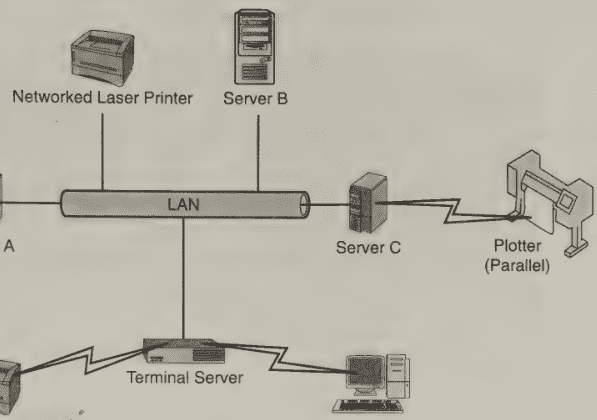 Networked Laser Printer
Server B
LAN
A
Server C
Plotter
(Parallel)
Terminal Server